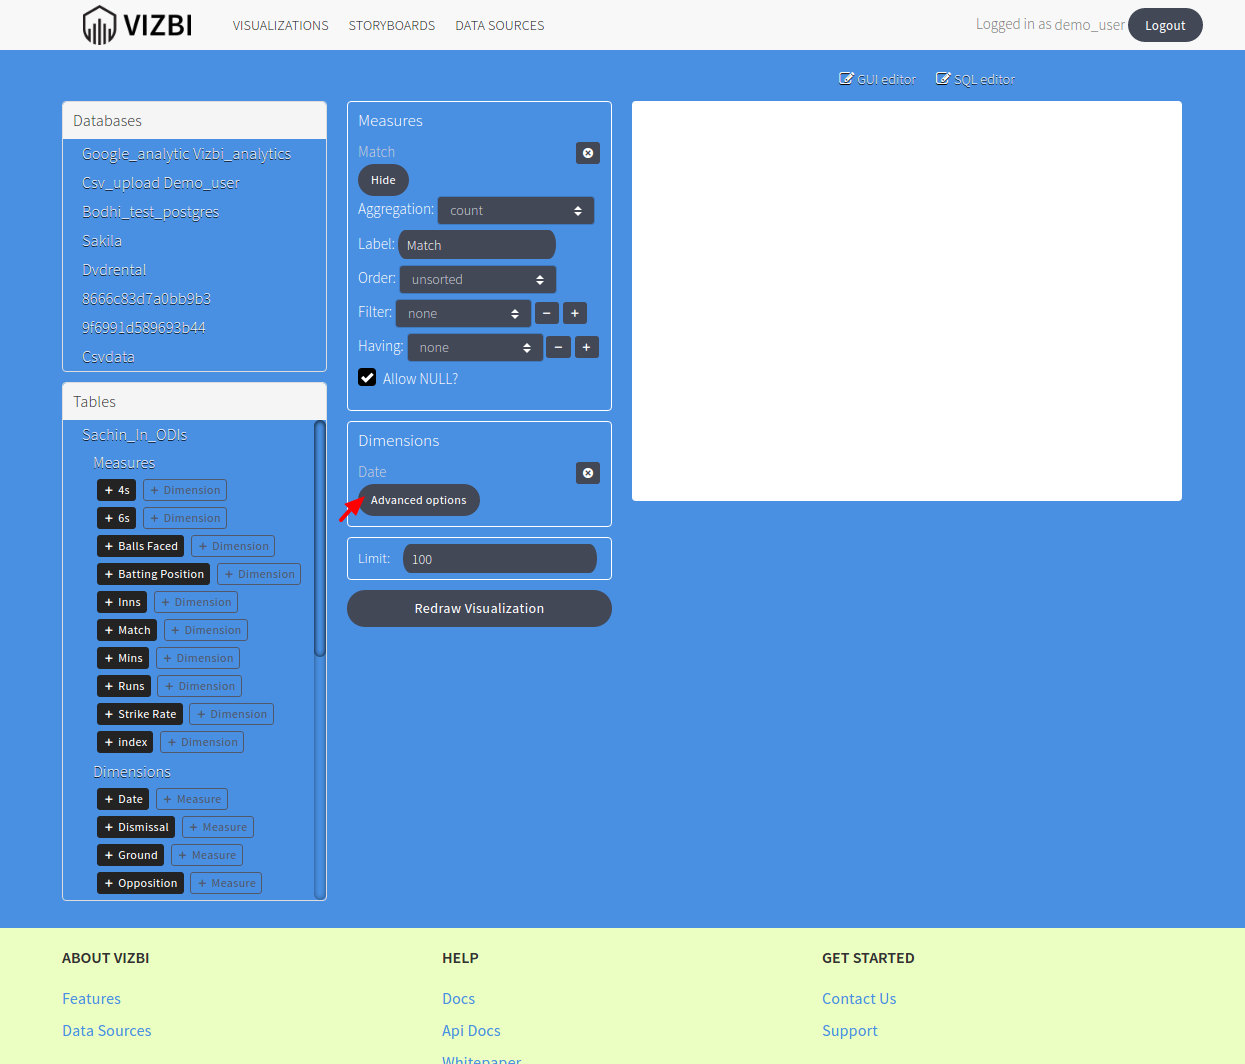 VIZBI VISUALIZATIONS STORYBOARDS DATA SOURCES Logged in as demo_user Logout
GUI editor SQL editor
Databases
Google_analytic Vizbi_analytics
Csv_upload Demo_user
Bodhi_test_postgres
Sakila
Dvdrental
8666c83d7a0bb9b3
9f6991d589693b44
Csvdata
Tables
Sachin_In_ODIs
Measures
+ 4s + Dimension
+ 6s + Dimension
+ Balls Faced + Dimension
+ Batting Position + Dimension
+ Inns + Dimension
+ Match + Dimension
+ Mins + Dimension
+ Runs + Dimension
+ Strike Rate + Dimension
+ index + Dimension
Dimensions
+ Date + Measure
+ Dismissal + Measure
+ Ground + Measure
+ Opposition + Measure
Measures
Match
Hide
Aggregation: count
Label: Match
Order: unsorted
Filter: none − +
Having: none − +
Allow NULL?
Dimensions
Date
Advanced options
Limit: 100
Redraw Visualization
ABOUT VIZBI
Features
Data Sources
HELP
Docs
Api Docs
Whitepaper
GET STARTED
Contact Us
Support